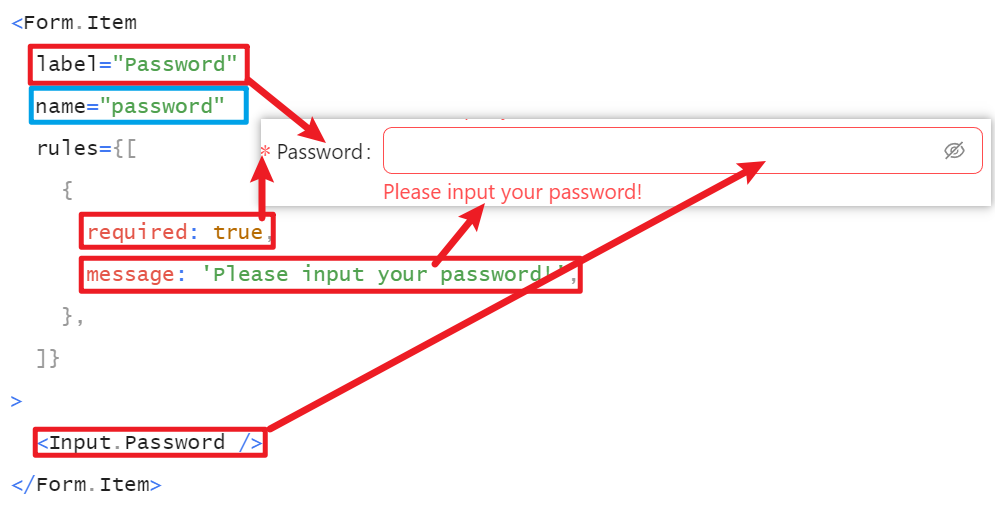 <Form.Item
label="Password"
name="password"
rules={[
* Password:
{
Please input your password!
required: true,
message: 'Please input your password!',
},
]}
>
<Input.Password />
</Form.Item>